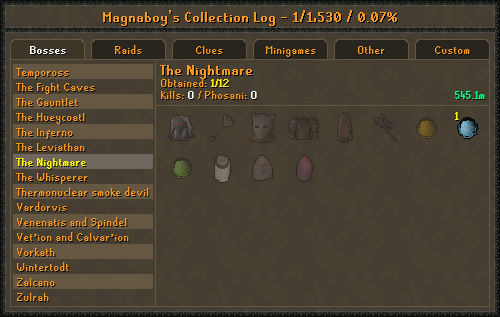 Magnaboy's Collection Log - 1/1,530 / 0.07%
Bosses Raids Clues Minigames Other Custom
Tempoross
The Fight Caves
The Gauntlet
The Hueycoatl
The Inferno
The Leviathan
The Nightmare
The Whisperer
Thermonuclear smoke devil
Vardorvis
Venenatis and Spindel
Vet'ion and Calvar'ion
Vorkath
Wintertodt
Zalcano
Zulrah
The Nightmare
Obtained: 1/12
Kills: 0 / Phosani: 0
545.1m
1